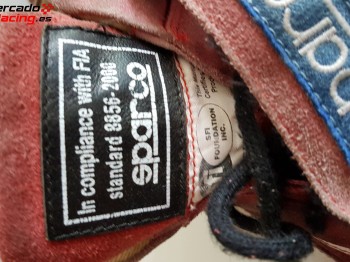 mercado
Racing.es
In compliance with FIA
standard 8856-2000
sparco
SFI
FOUNDATION
INC.